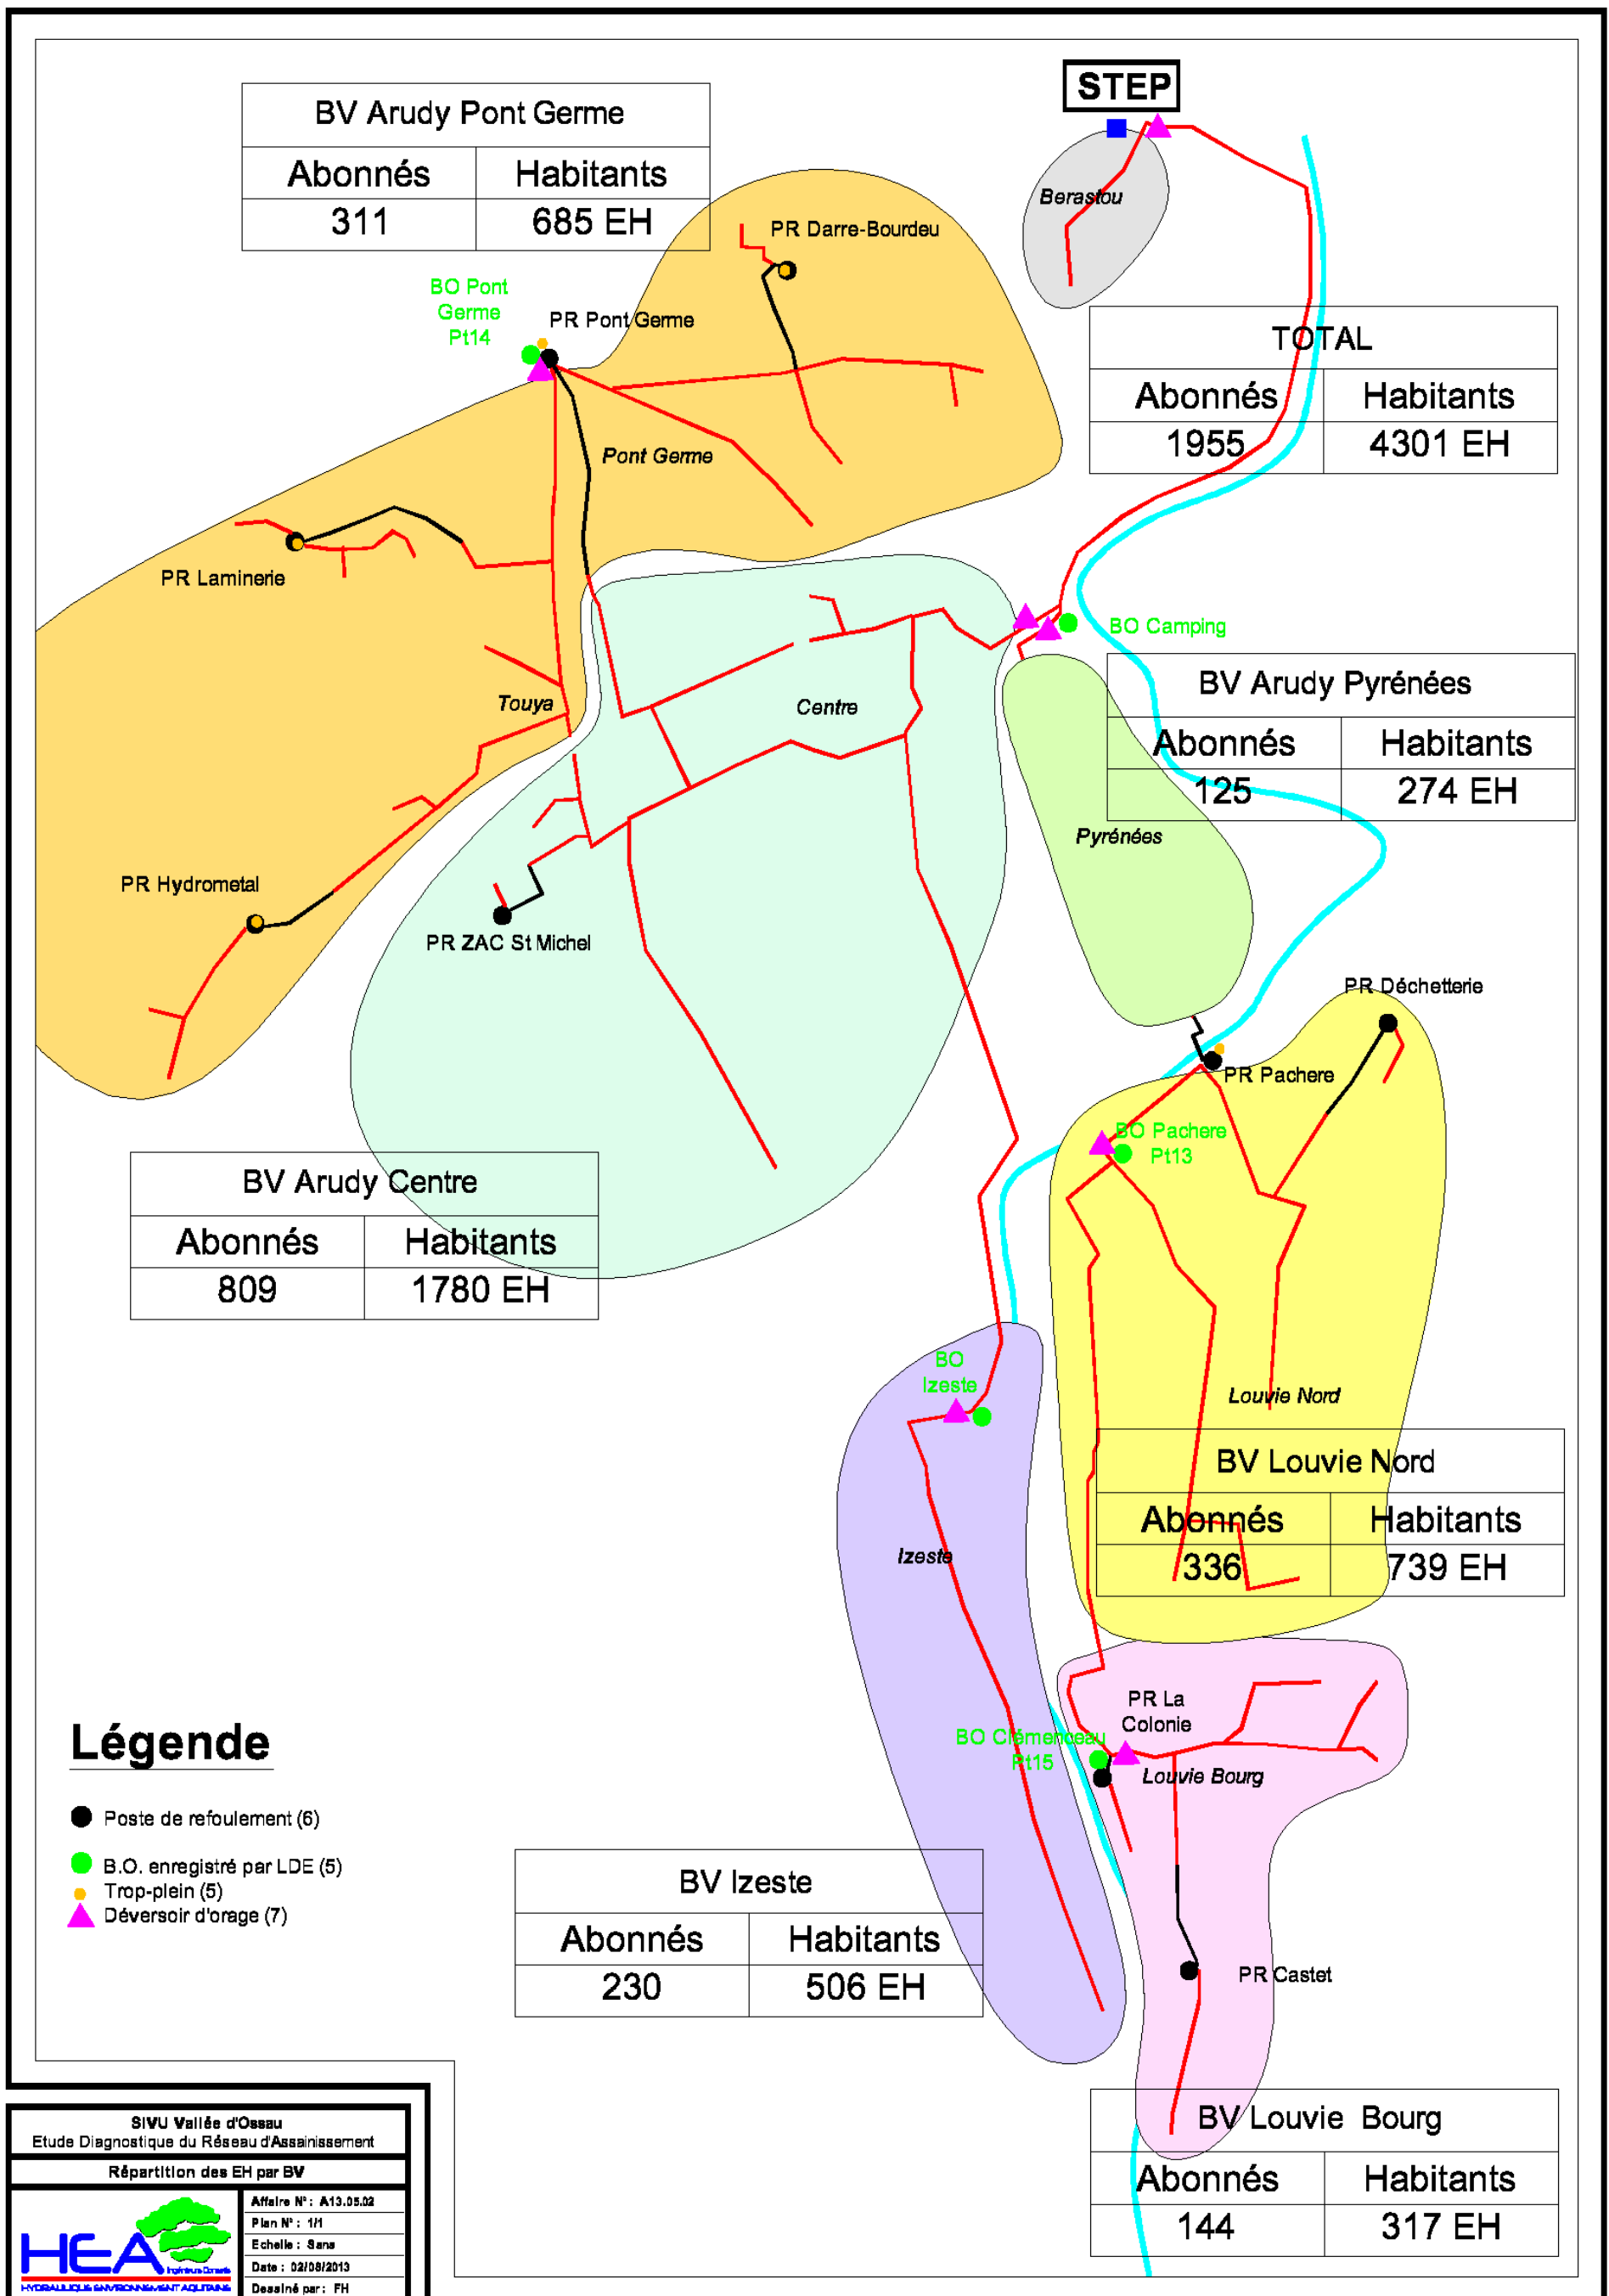 STEP
BV Arudy Pont Germe
Abonnés
Habitants
311
685 EH
Berastou
PR Darre-Bourdeu
BO Pont
Germe
Pt14
PR Pont Germe
TOTAL
Abonnés
Habitants
1955
4301 EH
Pont Germe
PR Laminerie
BO Camping
BV Arudy Pyrénées
Abonnés
Habitants
125
274 EH
Touya
Centre
Pyrénées
PR Hydrometal
PR ZAC St Michel
PR Déchetterie
PR Pachere
BO Pachere
Pt13
BV Arudy Centre
Abonnés
Habitants
809
1780 EH
BO
Izeste
Louvie Nord
BV Louvie Nord
Abonnés
Habitants
336
739 EH
Izeste
PR La
Colonie
BO Clémenceau
Pt15
Louvie Bourg
Légende
Poste de refoulement (6)
B.O. enregistré par LDE (5)
Trop-plein (5)
Déversoir d'orage (7)
BV Izeste
Abonnés
Habitants
230
506 EH
PR Castet
BV Louvie Bourg
Abonnés
Habitants
144
317 EH
SIVU Vallée d'Ossau
Etude Diagnostique du Réseau d'Assainissement
Répartition des EH par BV
HEA
Ingénieurs Conseils
HYDRAULIQUE ENVIRONNEMENT AQUITAINE
Affaire N° : A13.05.02
Plan N° : 1/1
Echelle : Sans
Date : 02/08/2013
Dessiné par : FH